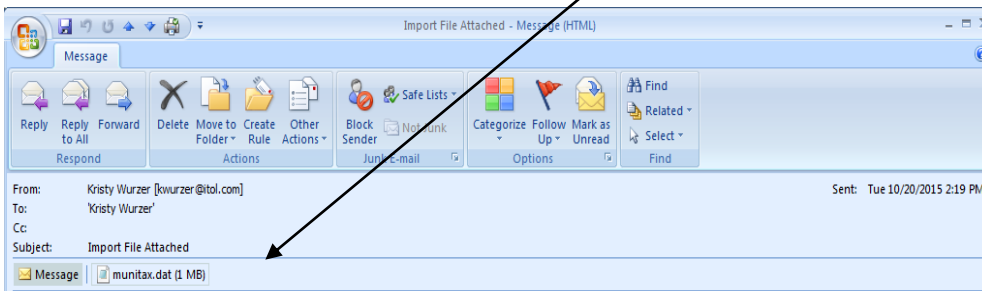 Import File Attached - Message (HTML)
Message
Reply Reply to All Forward Delete Move to Folder Create Rule Other Actions Block Sender Safe Lists Not Junk Categorize Follow Up Mark as Unread Find Related Select
Respond Actions Junk E-mail Options Find
From: Kristy Wurzer [kwurzer@itol.com] Sent: Tue 10/20/2015 2:19 PM
To: 'Kristy Wurzer'
Cc:
Subject: Import File Attached
Message munitax.dat (1 MB)